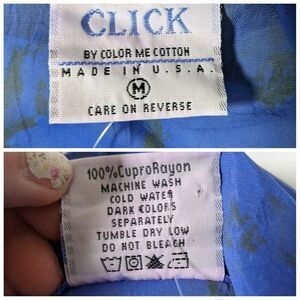 CLICK
BY COLOR ME COTTON
MADE IN U.S.A.
M
CARE ON REVERSE
100%CuproRayon
MACHINE WASH
COLD WATER
DARK COLORS
SEPARATELY
TUMBLE DRY LOW
DO NOT BLEACH